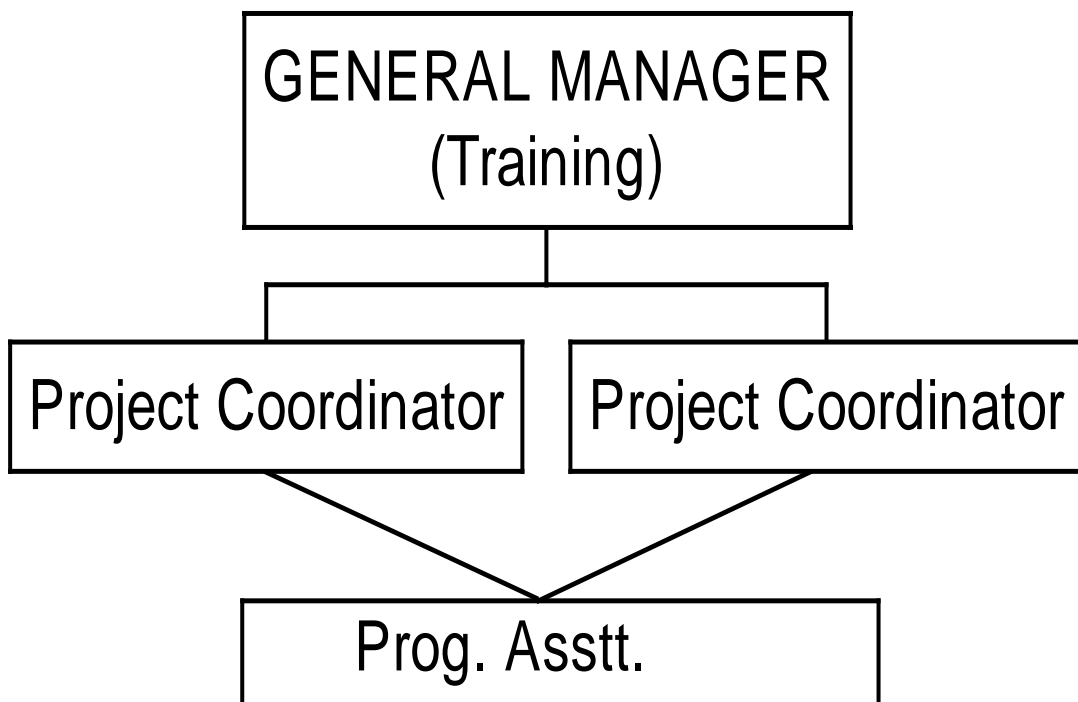 GENERAL MANAGER
(Training)
Project Coordinator
Project Coordinator
Prog. Asstt.